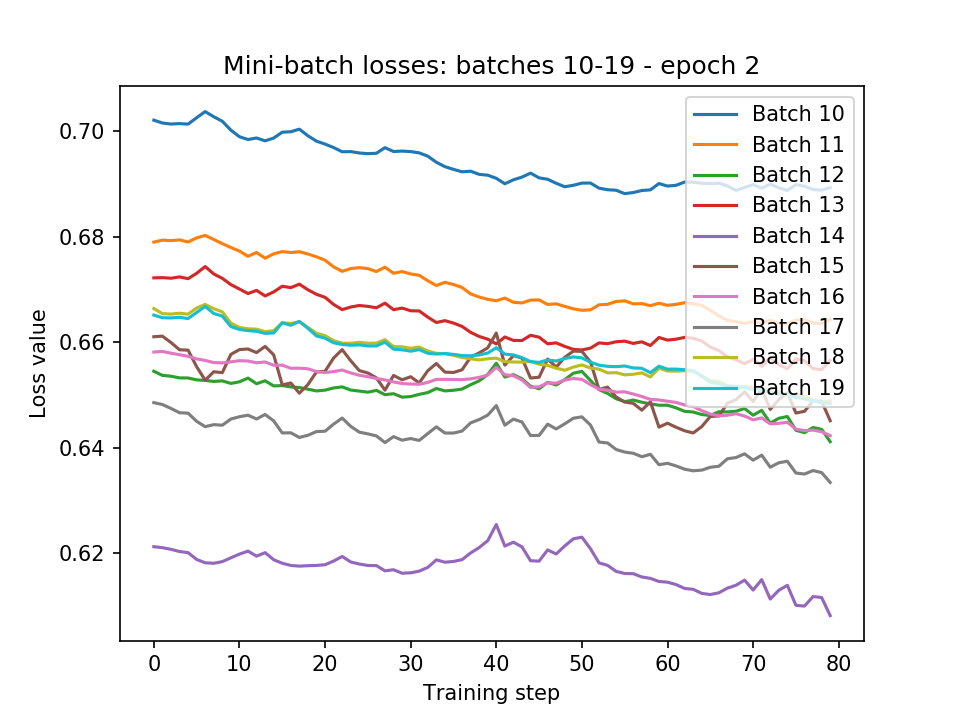 Mini-batch losses: batches 10-19 - epoch 2
Loss value
0.70
0.68
0.66
0.64
0.62
Batch 10
Batch 11
Batch 12
Batch 13
Batch 14
Batch 15
Batch 16
Batch 17
Batch 18
Batch 19
0 10 20 30 40 50 60 70 80
Training step